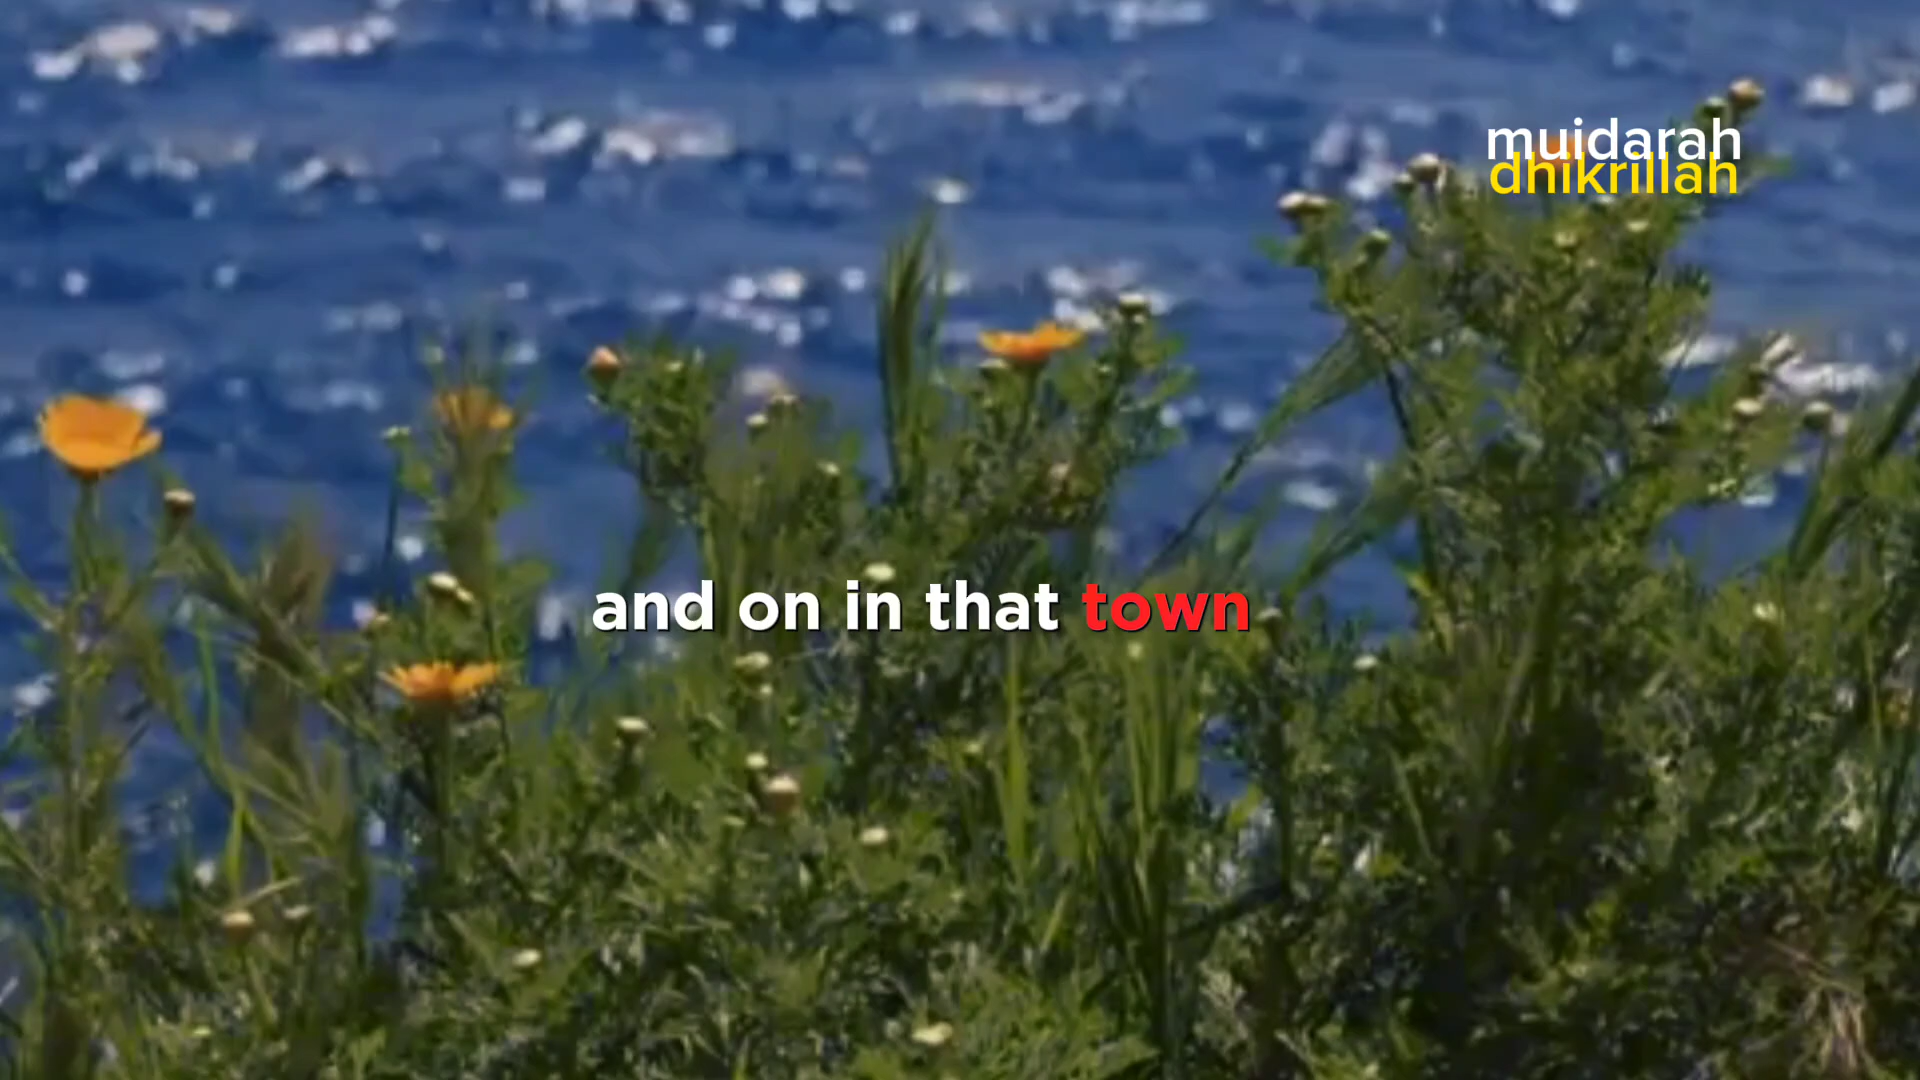 muidarah
dhikrillah
and on in that town